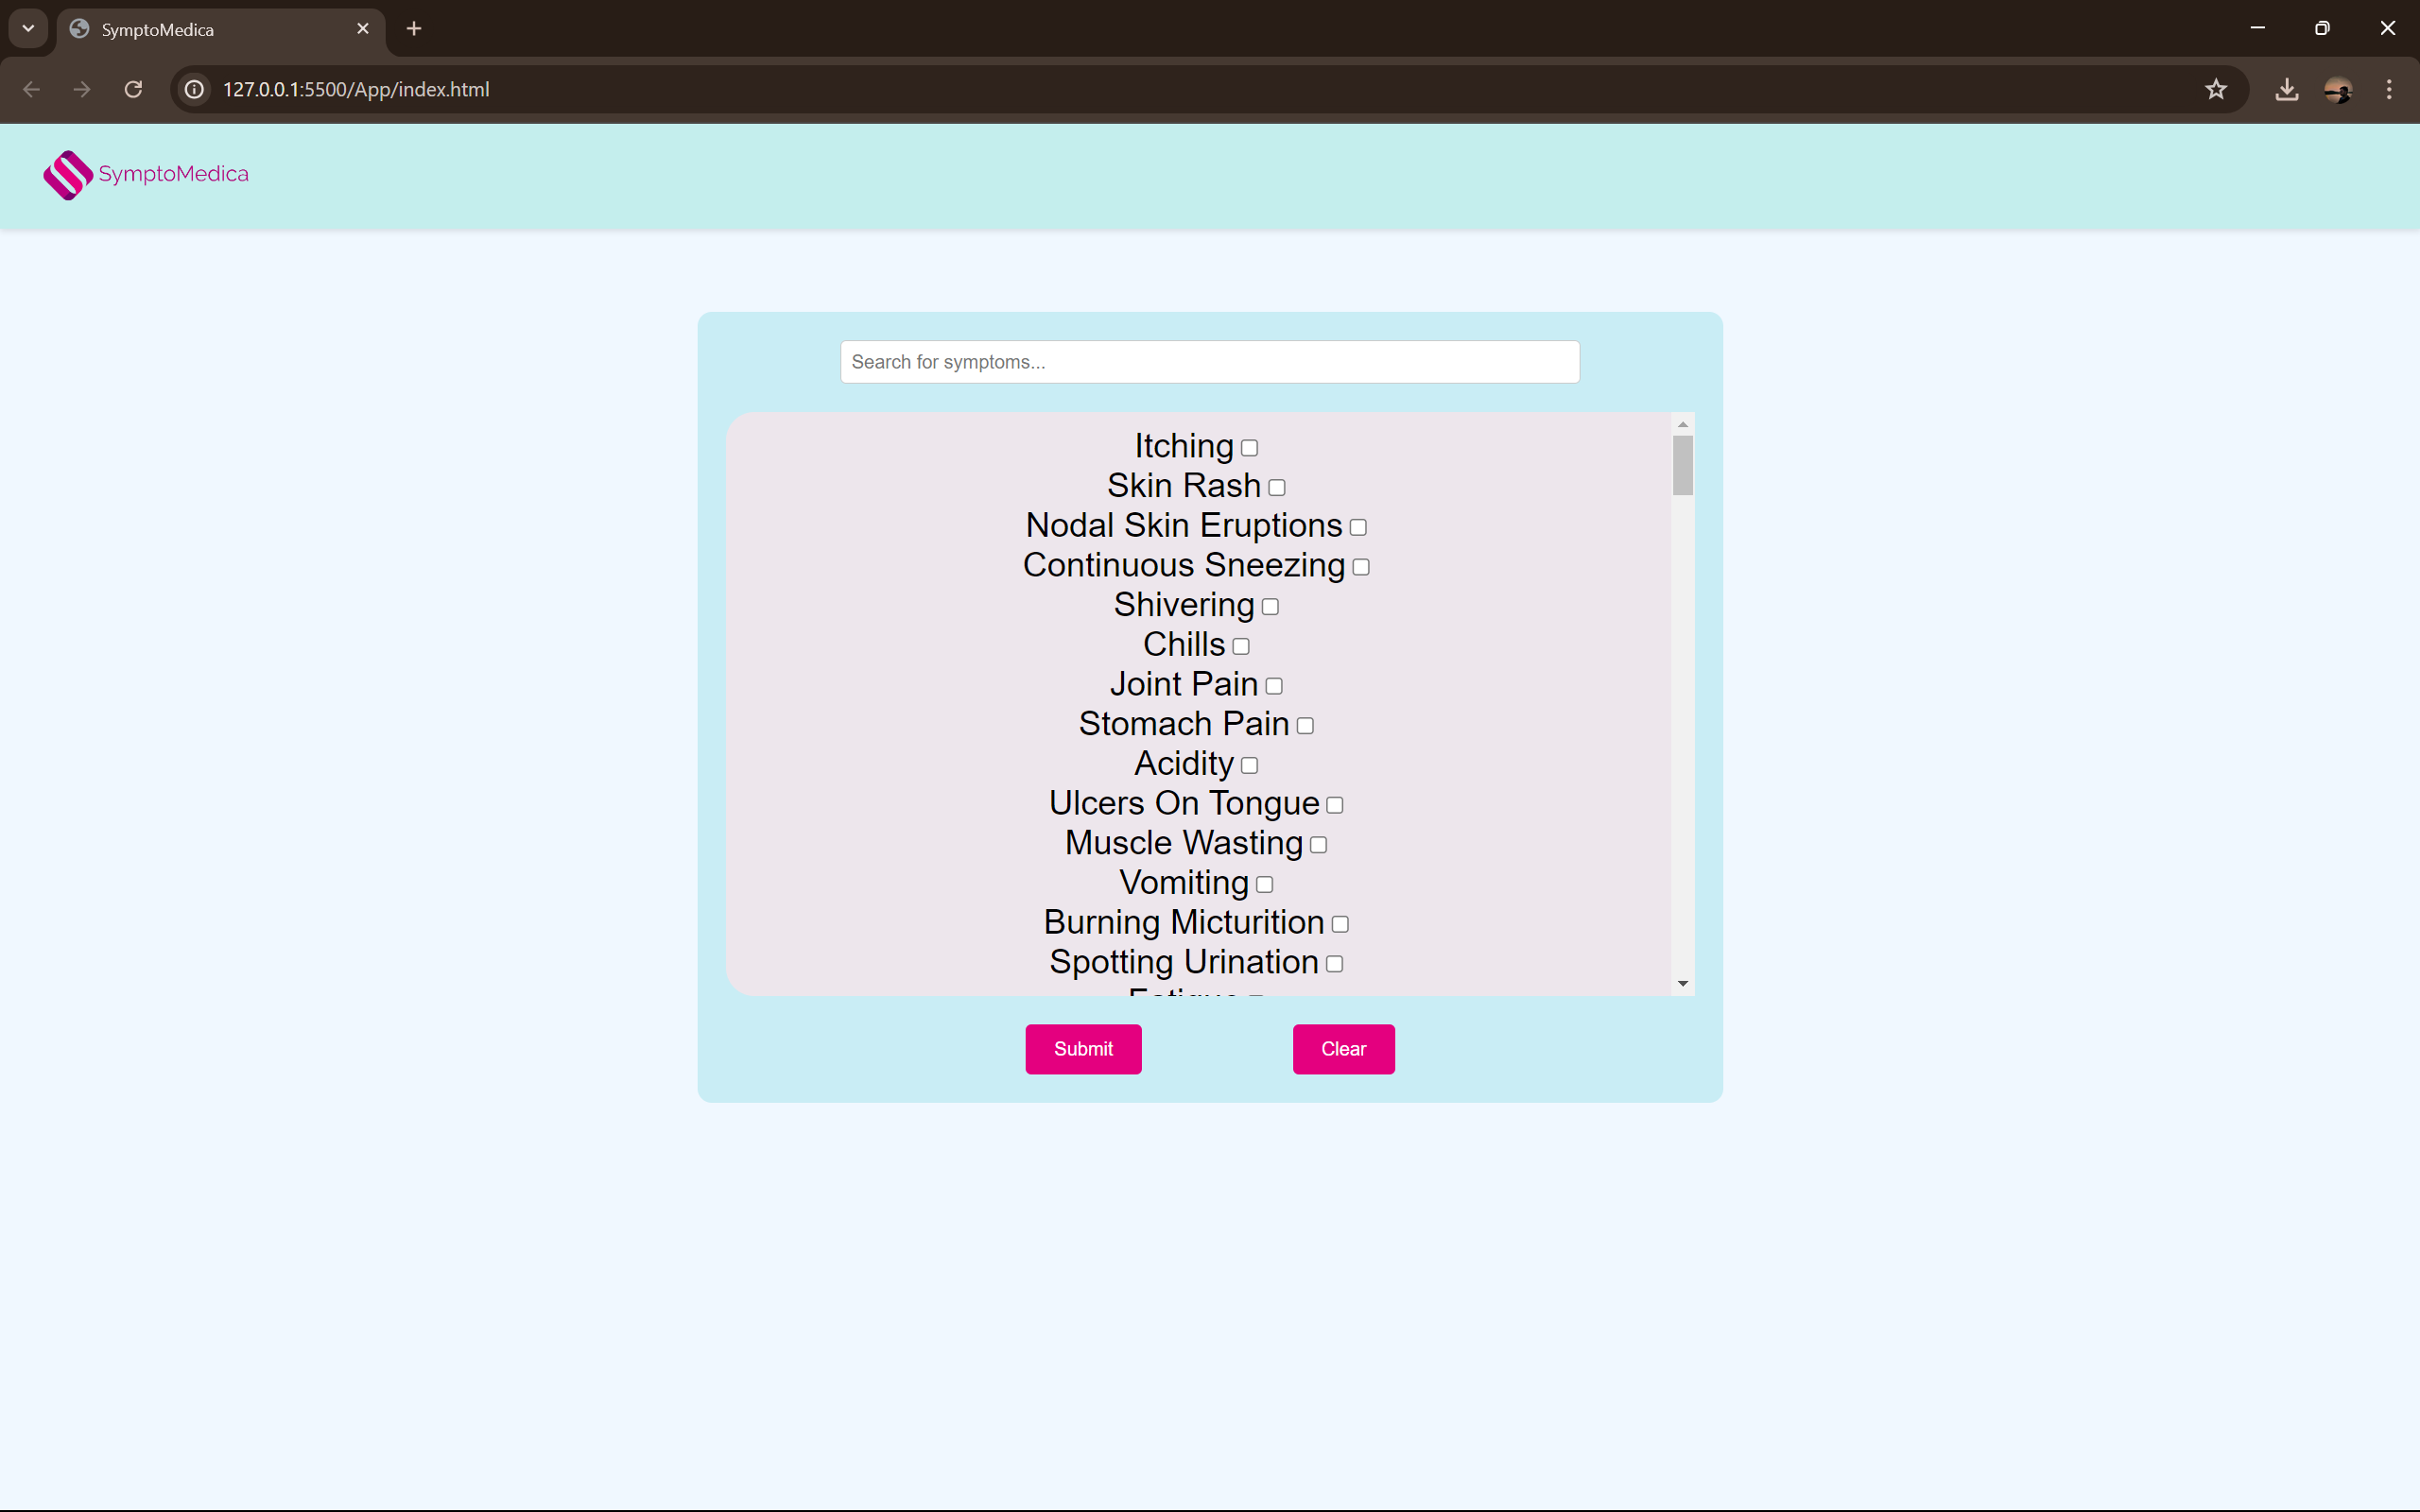 SymptoMedica
127.0.0.1:5500/App/index.html
SymptoMedica
Search for symptoms...
Itching
Skin Rash
Nodal Skin Eruptions
Continuous Sneezing
Shivering
Chills
Joint Pain
Stomach Pain
Acidity
Ulcers On Tongue
Muscle Wasting
Vomiting
Burning Micturition
Spotting Urination
Fatigue
Submit Clear